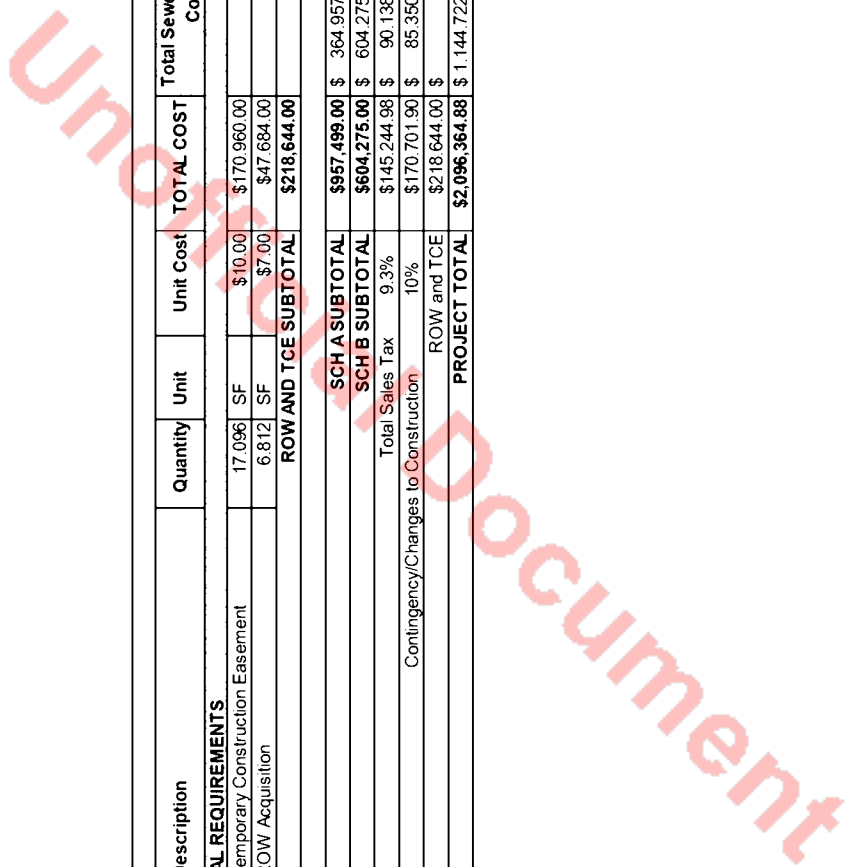 escription Quantity Unit Unit Cost TOTAL COST Total Sewe
Co
AL REQUIREMENTS
emporary Construction Easement 17.096 SF $10.00 $170.960.00
OW Acquisition 6.812 SF $7.00 $47.684.00
ROW AND TCE SUBTOTAL $218,644.00
SCH A SUBTOTAL $957,499.00 $ 364.957
SCH B SUBTOTAL $604,275.00 $ 604.275
Total Sales Tax 9.3% $145.244.98 $ 90.138
Contingency/Changes to Construction 10% $170.701.90 $ 85.350
ROW and TCE $218.644.00 $
PROJECT TOTAL $2,096,364.88 $ 1.144.722
Unofficial Document